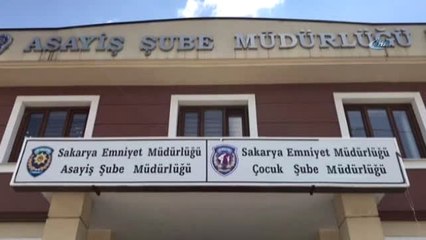 ASAYİŞ ŞUBE MÜDÜRLÜĞÜ
Sakarya Emniyet Müdürlüğü
Asayiş Şube Müdürlüğü
Sakarya Emniyet Müdürlüğü
Çocuk Şube Müdürlüğü